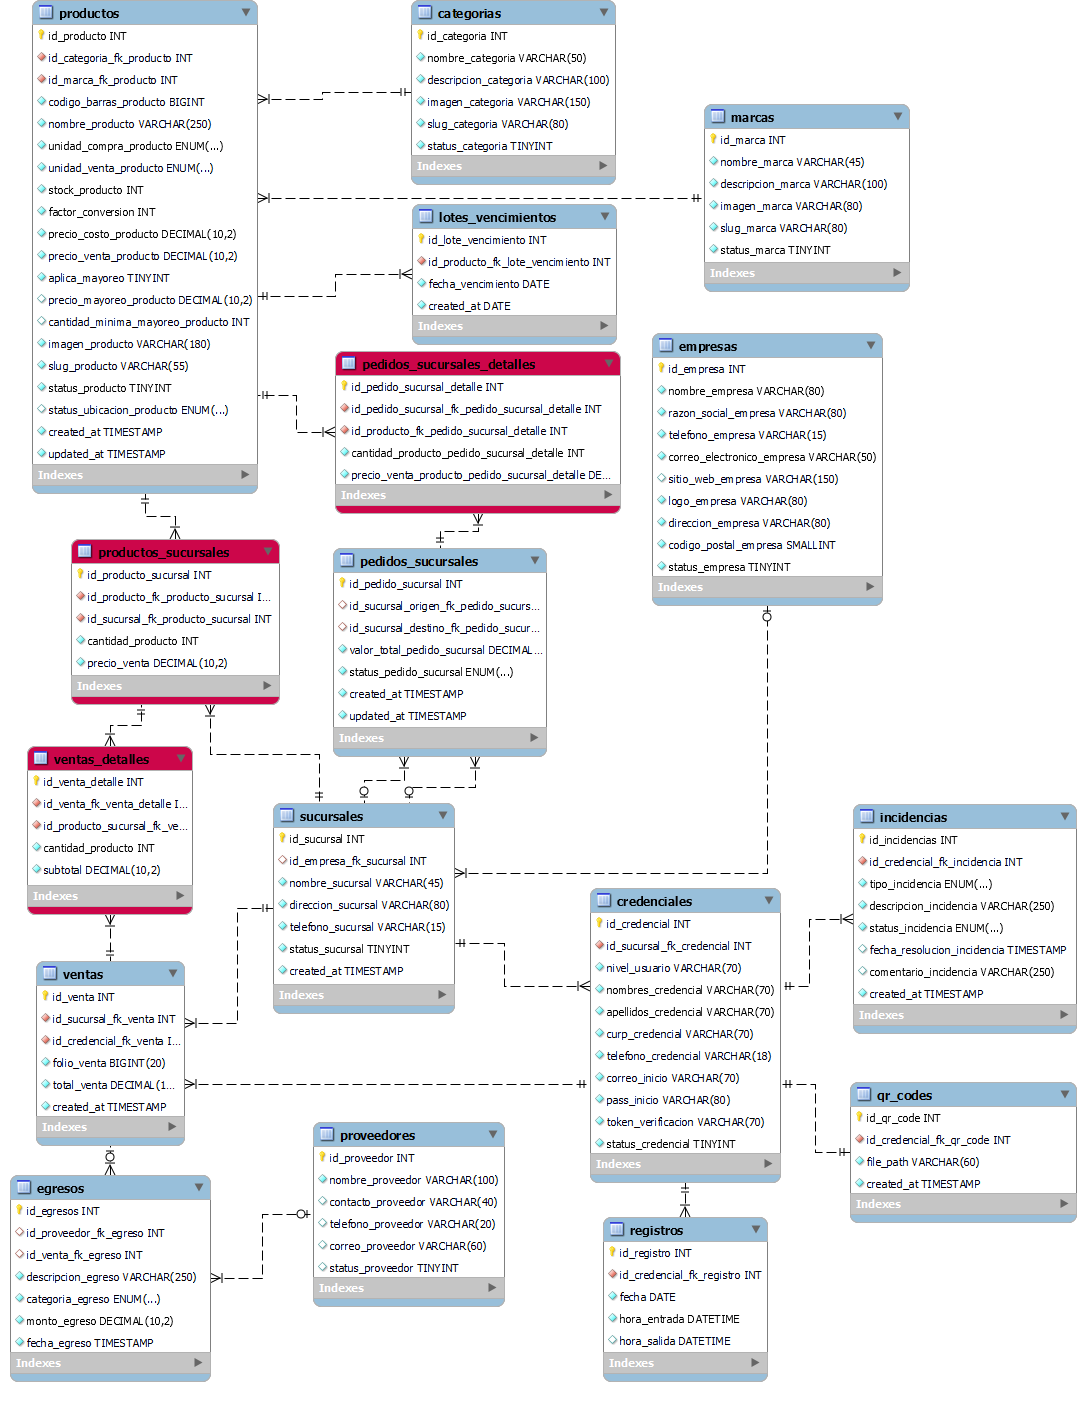 productos
id_producto INT
id_categoria_fk_producto INT
id_marca_fk_producto INT
codigo_barras_producto BIGINT
nombre_producto VARCHAR(250)
unidad_compra_producto ENUM(...)
unidad_venta_producto ENUM(...)
stock_producto INT
factor_conversion INT
precio_costo_producto DECIMAL(10,2)
precio_venta_producto DECIMAL(10,2)
aplica_mayoreo TINYINT
precio_mayoreo_producto DECIMAL(10,2)
cantidad_minima_mayoreo_producto INT
imagen_producto VARCHAR(180)
slug_producto VARCHAR(55)
status_producto TINYINT
status_ubicacion_producto ENUM(...)
created_at TIMESTAMP
updated_at TIMESTAMP
Indexes
categorias
id_categoria INT
nombre_categoria VARCHAR(50)
descripcion_categoria VARCHAR(100)
imagen_categoria VARCHAR(150)
slug_categoria VARCHAR(80)
status_categoria TINYINT
Indexes
marcas
id_marca INT
nombre_marca VARCHAR(45)
descripcion_marca VARCHAR(100)
imagen_marca VARCHAR(80)
slug_marca VARCHAR(80)
status_marca TINYINT
Indexes
lotes_vencimientos
id_lote_vencimiento INT
id_producto_fk_lote_vencimiento INT
fecha_vencimiento DATE
created_at DATE
Indexes
pedidos_sucursales_detalles
id_pedido_sucursal_detalle INT
id_pedido_sucursal_fk_pedido_sucursal_detalle INT
id_producto_fk_pedido_sucursal_detalle INT
cantidad_producto_pedido_sucursal_detalle INT
precio_venta_producto_pedido_sucursal_detalle DE...
Indexes
empresas
id_empresa INT
nombre_empresa VARCHAR(80)
razon_social_empresa VARCHAR(80)
telefono_empresa VARCHAR(15)
correo_electronico_empresa VARCHAR(50)
sitio_web_empresa VARCHAR(150)
logo_empresa VARCHAR(80)
direccion_empresa VARCHAR(80)
codigo_postal_empresa SMALLINT
status_empresa TINYINT
Indexes
productos_sucursales
id_producto_sucursal INT
id_producto_fk_producto_sucursal I...
id_sucursal_fk_producto_sucursal INT
cantidad_producto INT
precio_venta DECIMAL(10,2)
Indexes
pedidos_sucursales
id_pedido_sucursal INT
id_sucursal_origen_fk_pedido_sucurs...
id_sucursal_destino_fk_pedido_sucur...
valor_total_pedido_sucursal DECIMAL...
status_pedido_sucursal ENUM(...)
created_at TIMESTAMP
updated_at TIMESTAMP
Indexes
ventas_detalles
id_venta_detalle INT
id_venta_fk_venta_detalle I...
id_producto_sucursal_fk_ve...
cantidad_producto INT
subtotal DECIMAL(10,2)
Indexes
sucursales
id_sucursal INT
id_empresa_fk_sucursal INT
nombre_sucursal VARCHAR(45)
direccion_sucursal VARCHAR(80)
telefono_sucursal VARCHAR(15)
status_sucursal TINYINT
created_at TIMESTAMP
Indexes
incidencias
id_incidencias INT
id_credencial_fk_incidencia INT
tipo_incidencia ENUM(...)
descripcion_incidencia VARCHAR(250)
status_incidencia ENUM(...)
fecha_resolucion_incidencia TIMESTAMP
comentario_incidencia VARCHAR(250)
created_at TIMESTAMP
Indexes
credenciales
id_credencial INT
id_sucursal_fk_credencial INT
nivel_usuario VARCHAR(70)
nombres_credencial VARCHAR(70)
apellidos_credencial VARCHAR(70)
curp_credencial VARCHAR(70)
telefono_credencial VARCHAR(18)
correo_inicio VARCHAR(70)
pass_inicio VARCHAR(80)
token_verificacion VARCHAR(70)
status_credencial TINYINT
Indexes
ventas
id_venta INT
id_sucursal_fk_venta INT
id_credencial_fk_venta I...
folio_venta BIGINT(20)
total_venta DECIMAL(1...
created_at TIMESTAMP
Indexes
qr_codes
id_qr_code INT
id_credencial_fk_qr_code INT
file_path VARCHAR(60)
created_at TIMESTAMP
Indexes
proveedores
id_proveedor INT
nombre_proveedor VARCHAR(100)
contacto_proveedor VARCHAR(40)
telefono_proveedor VARCHAR(20)
correo_proveedor VARCHAR(60)
status_proveedor TINYINT
Indexes
egresos
id_egresos INT
id_proveedor_fk_egreso INT
id_venta_fk_egreso INT
descripcion_egreso VARCHAR(250)
categoria_egreso ENUM(...)
monto_egreso DECIMAL(10,2)
fecha_egreso TIMESTAMP
Indexes
registros
id_registro INT
id_credencial_fk_registro INT
fecha DATE
hora_entrada DATETIME
hora_salida DATETIME
Indexes